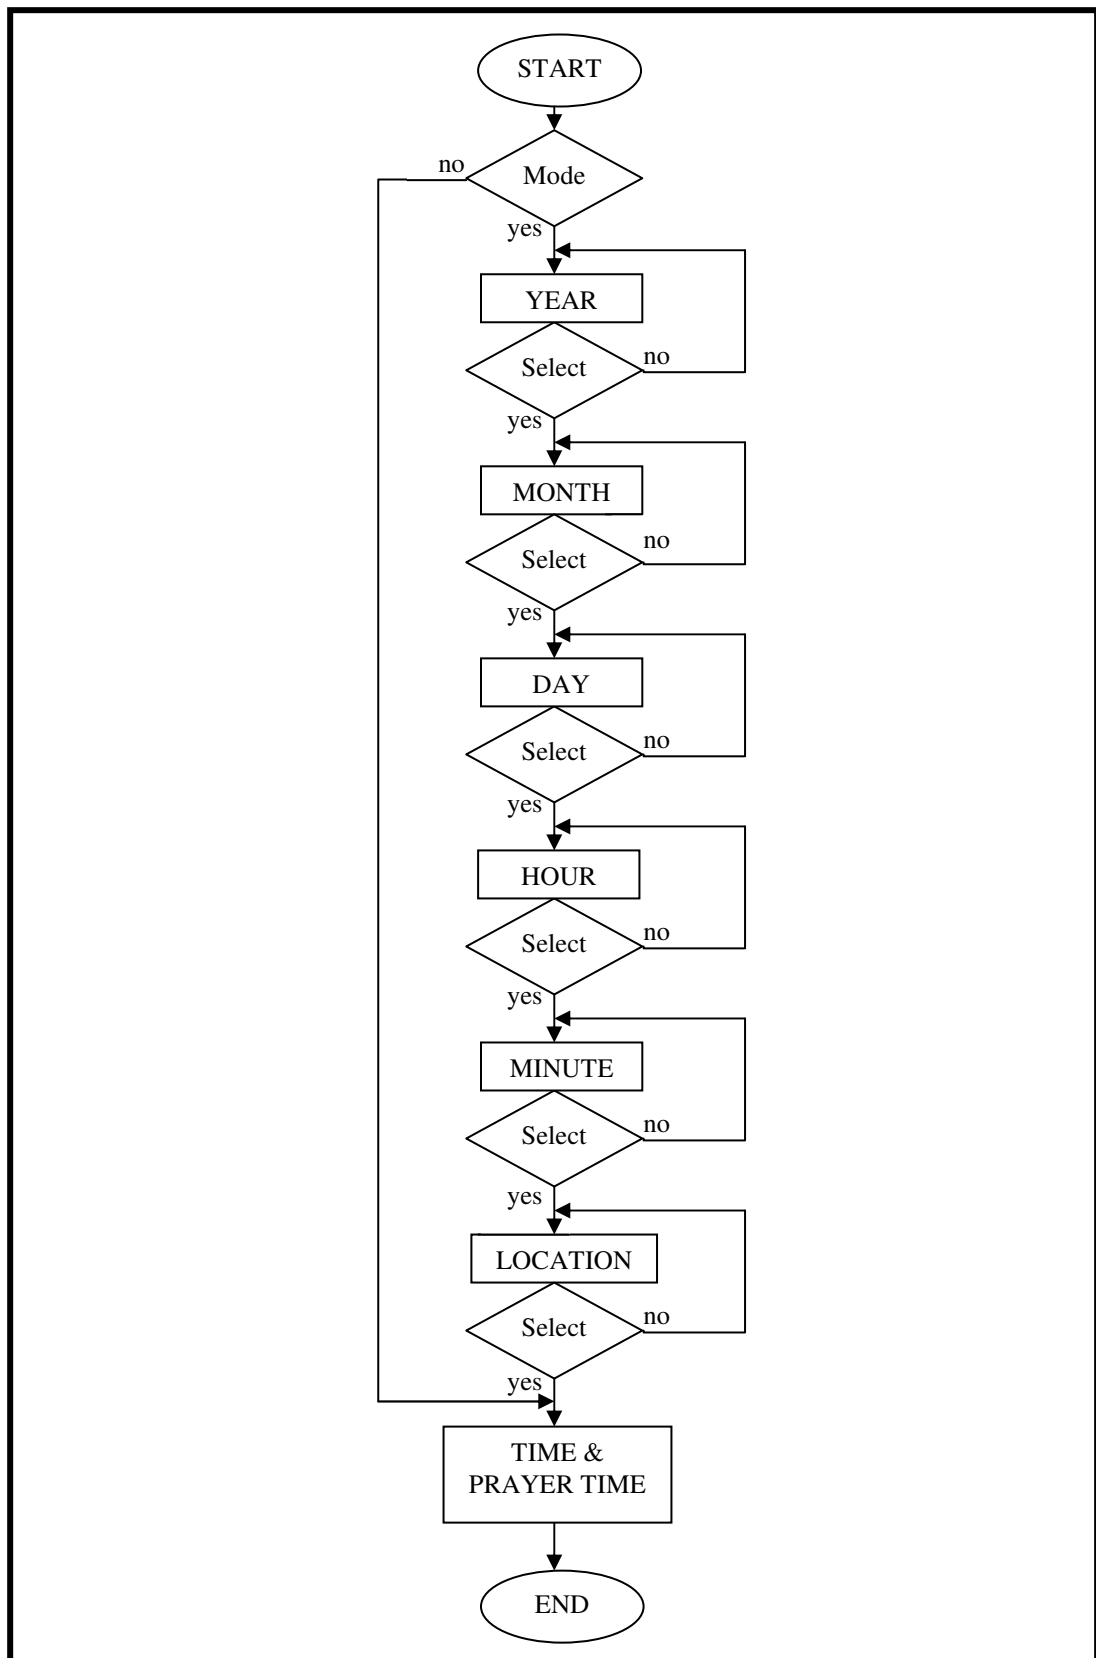 START
no
Mode
yes
YEAR
Select
no
yes
MONTH
Select
no
yes
DAY
Select
no
yes
HOUR
Select
no
yes
MINUTE
Select
no
yes
LOCATION
Select
no
yes
TIME &
PRAYER TIME
END